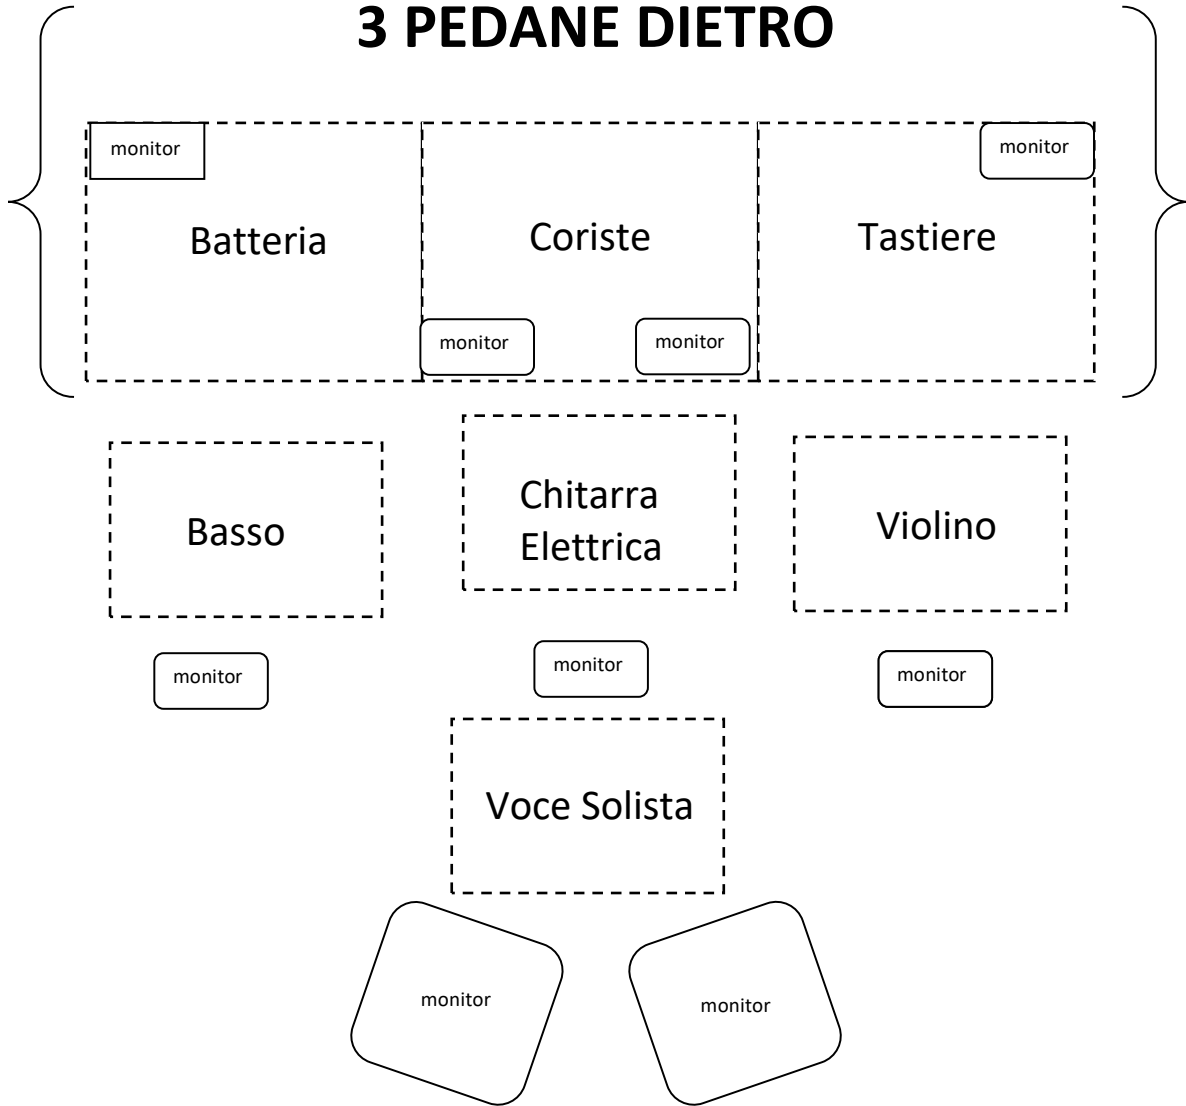 3 PEDANE DIETRO
monitor
monitor
Batteria
Coriste
Tastiere
monitor
monitor
Basso
Chitarra
Elettrica
Violino
monitor
monitor
monitor
Voce Solista
monitor
monitor